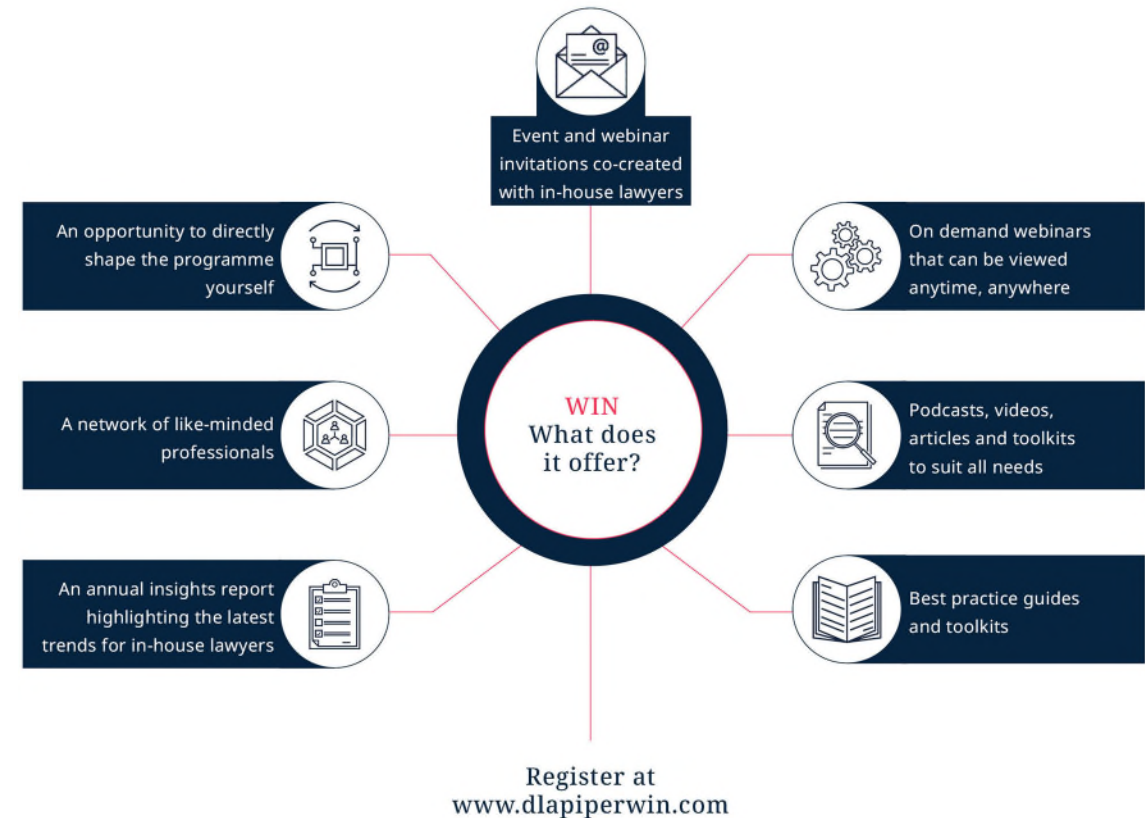 @
Event and webinar
invitations co-created
with in-house lawyers
An opportunity to directly
shape the programme
yourself
On demand webinars
that can be viewed
anytime, anywhere
WIN
What does
it offer?
A network of like-minded
professionals
Podcasts, videos,
articles and toolkits
to suit all needs
An annual insights report
highlighting the latest
trends for in-house lawyers
Best practice guides
and toolkits
Register at
www.dlapiperwin.com